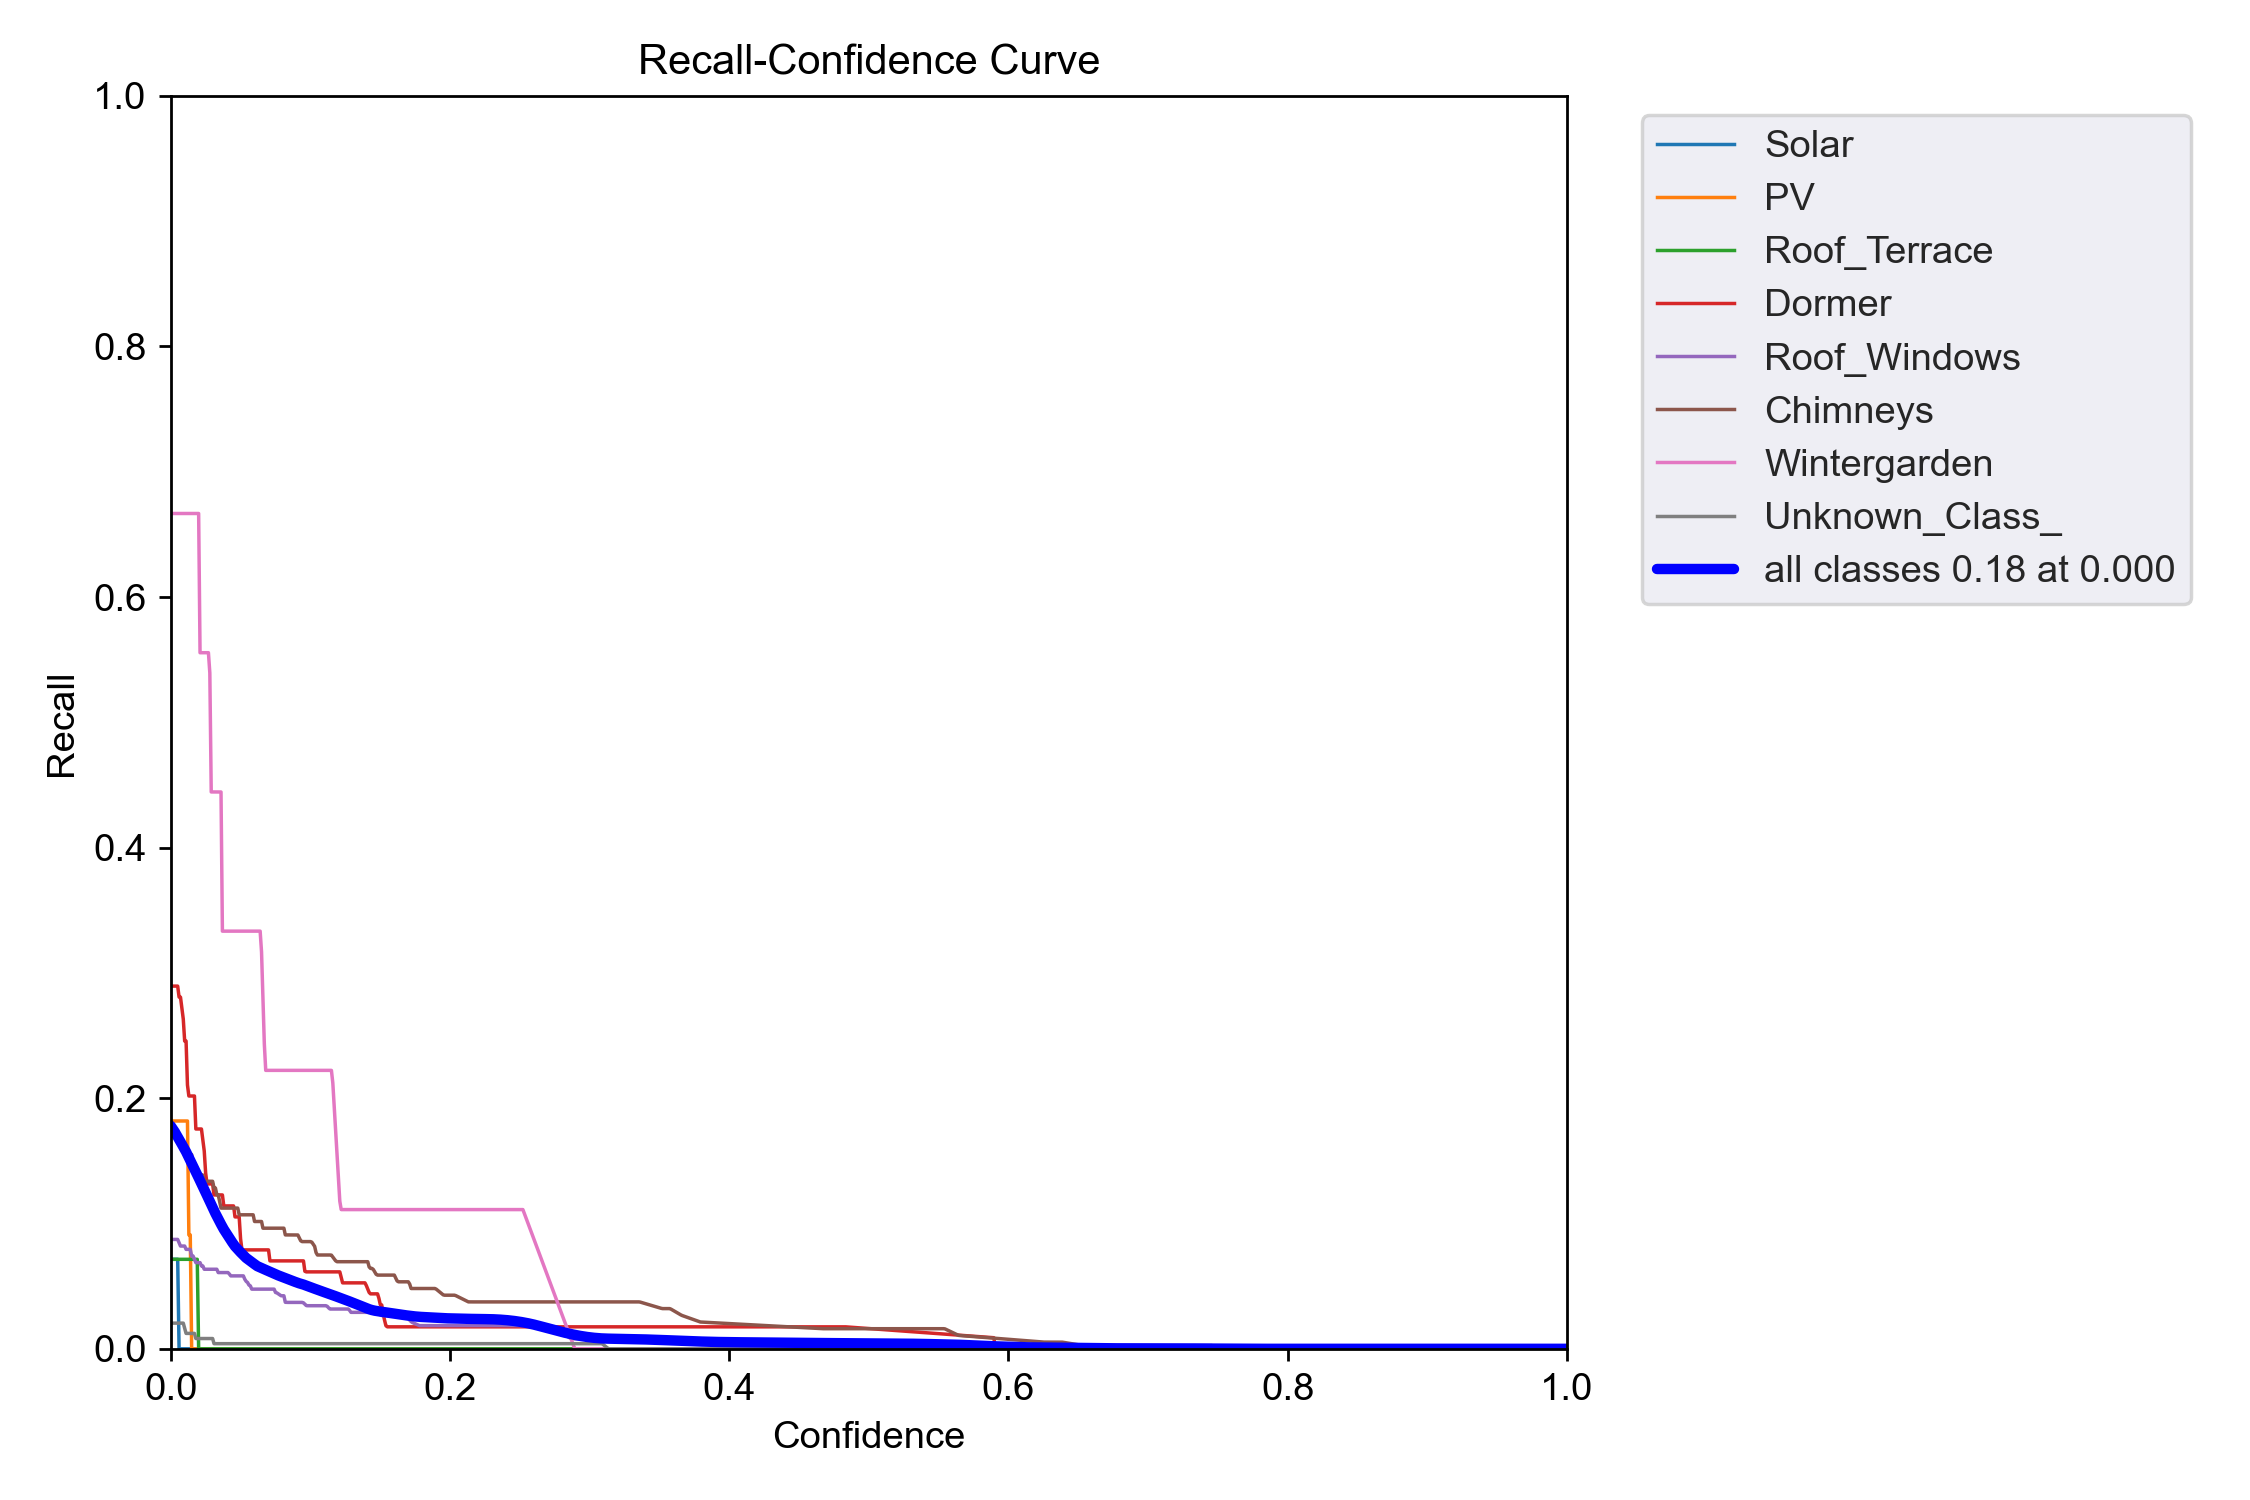 Recall-Confidence Curve
1.0
0.8
0.6
0.4
0.2
0.0
Recall
0.0 0.2 0.4 0.6 0.8 1.0
Confidence
Solar
PV
Roof_Terrace
Dormer
Roof_Windows
Chimneys
Wintergarden
Unknown_Class_
all classes 0.18 at 0.000